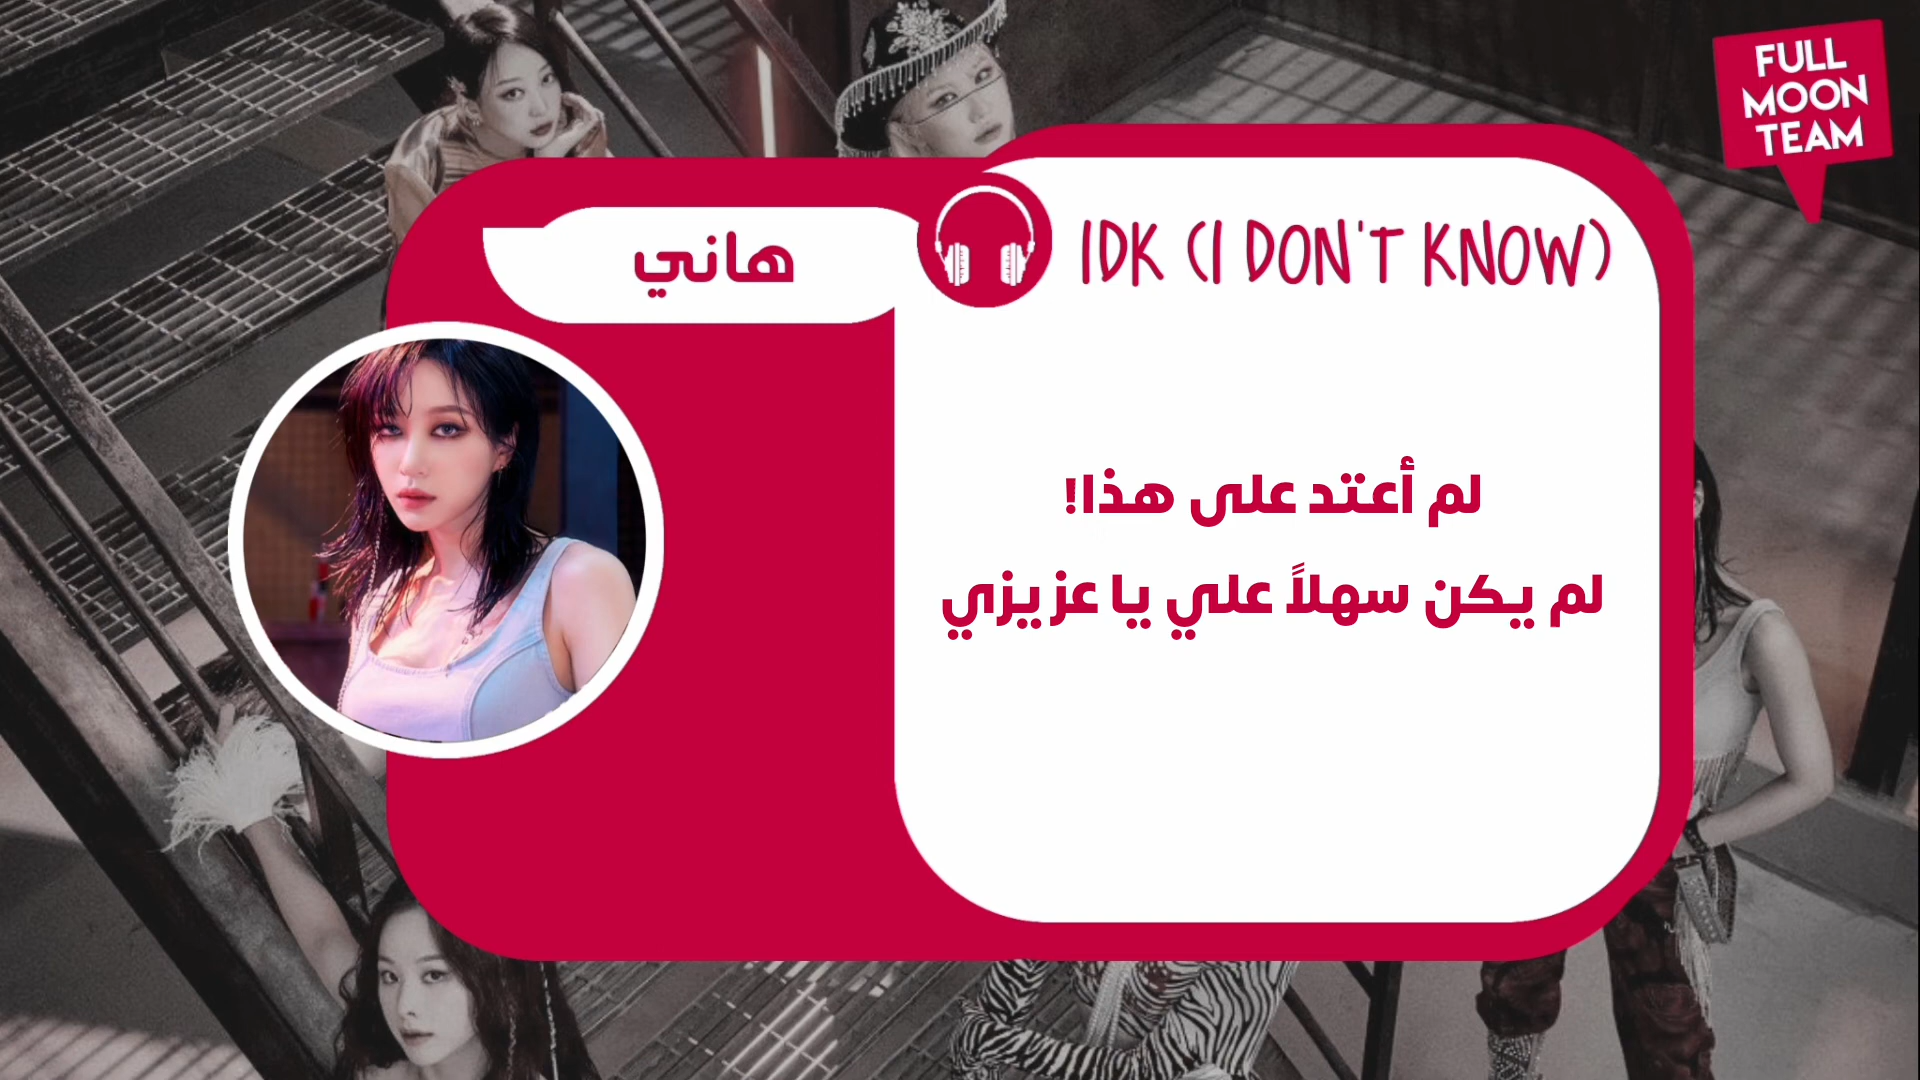 FULL
MOON
TEAM
IDK (I DON'T KNOW)
هاني
لم أعتد على هذا!
لم يكن سهلاً علي يا عزيزي